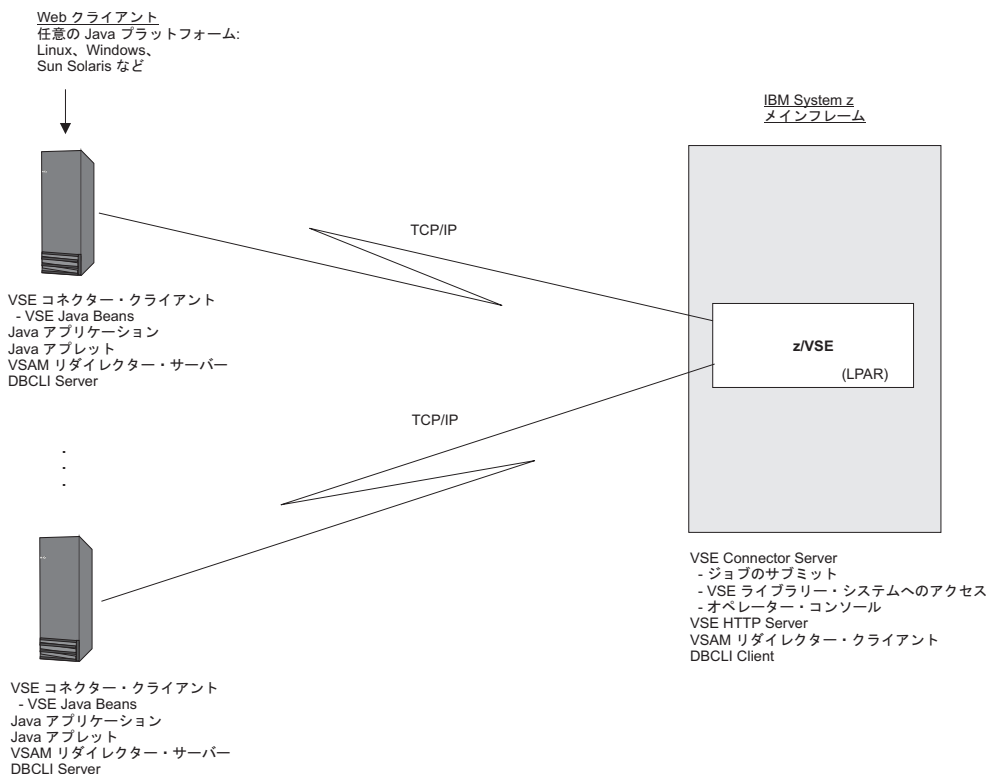 Web クライアント
任意の Java プラットフォーム:
Linux、Windows、
Sun Solaris など
IBM System z
メインフレーム
TCP/IP
z/VSE
(LPAR)
VSE コネクター・クライアント
- VSE Java Beans
Java アプリケーション
Java アプレット
VSAM リダイレクター・サーバー
DBCLI Server
TCP/IP
VSE Connector Server
- ジョブのサブミット
- VSE ライブラリー・システムへのアクセス
- オペレーター・コンソール
VSE HTTP Server
VSAM リダイレクター・クライアント
DBCLI Client
VSE コネクター・クライアント
- VSE Java Beans
Java アプリケーション
Java アプレット
VSAM リダイレクター・サーバー
DBCLI Server